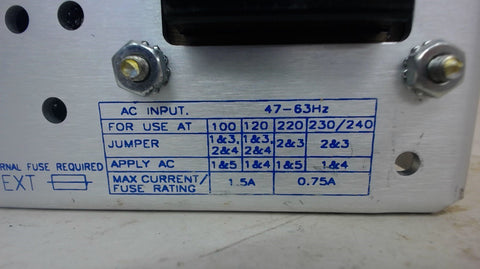 AC INPUT. 47-63Hz
FOR USE AT 100 120 220 230/240
JUMPER 1&3, 2&4 1&3, 2&4 2&3 2&3
APPLY AC 1&5 1&4 1&5 1&4
MAX CURRENT/ FUSE RATING 1.5A 0.75A
RNAL FUSE REQUIRED
EXT